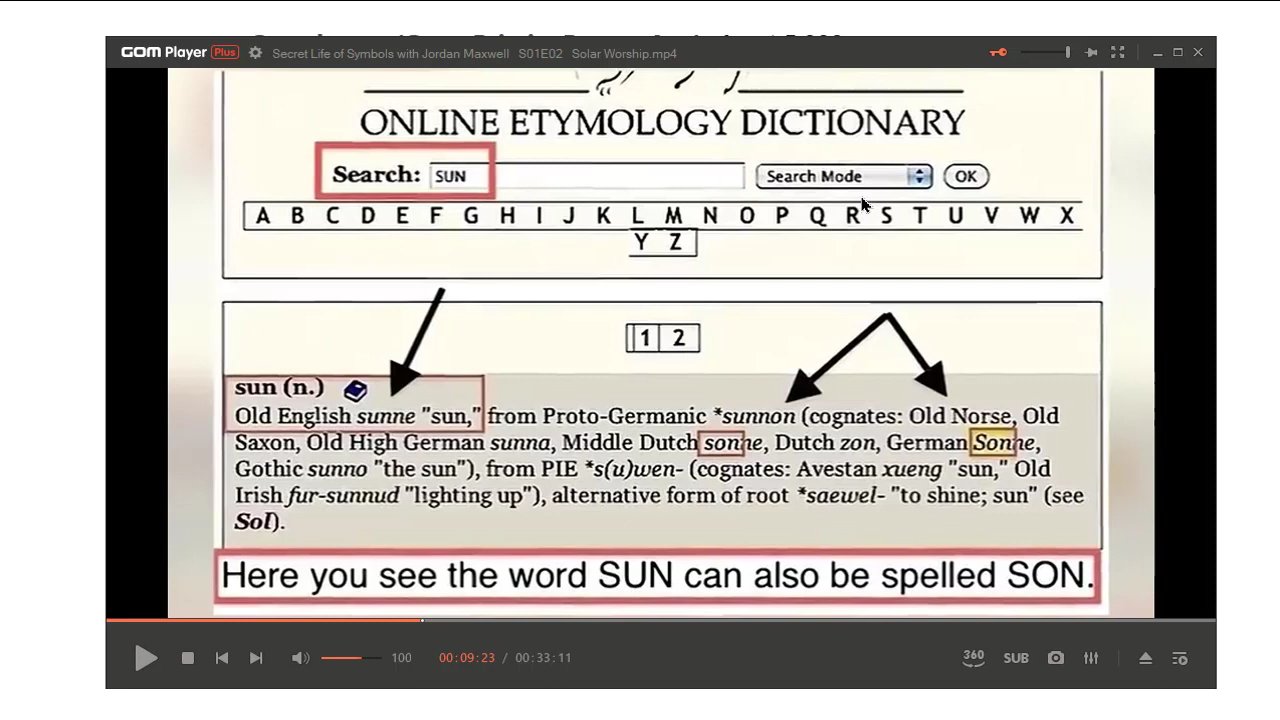 GOM Player Plus Secret Life of Symbols with Jordan Maxwell S01E02 Solar Worship.mp4
ONLINE ETYMOLOGY DICTIONARY
Search: SUN Search Mode OK
A B C D E F G H I J K L M N O P Q R S T U V W X
Y Z
1 2
sun (n.)
Old English sunne "sun," from Proto-Germanic *sunnon (cognates: Old Norse, Old
Saxon, Old High German sunna, Middle Dutch sonne, Dutch zon, German Sonne,
Gothic sunno "the sun"), from PIE *s(u)wen- (cognates: Avestan xueng "sun," Old
Irish fur-sunnud "lighting up"), alternative form of root *saewel- "to shine; sun" (see
Sol).
Here you see the word SUN can also be spelled SON.
100 00:09:23 / 00:33:11 360 SUB